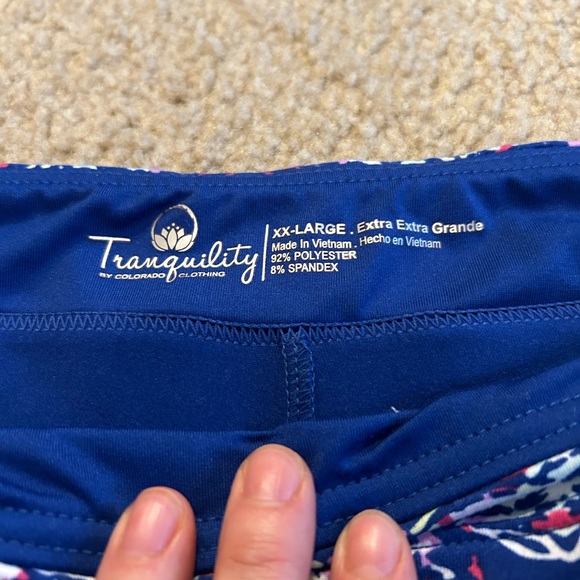 Tranquility
BY COLORADO CLOTHING
XX-LARGE . Extra Extra Grande
Made in Vietnam . Hecho en Vietnam
92% POLYESTER
8% SPANDEX